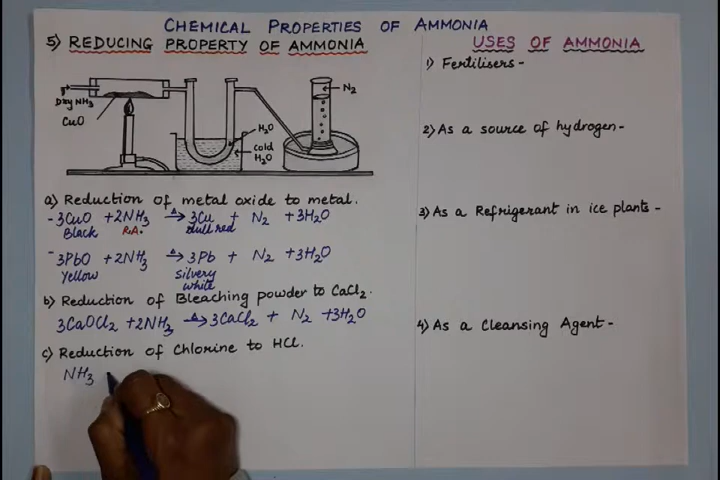 CHEMICAL PROPERTIES OF AMMONIA
5) REDUCING PROPERTY OF AMMONIA
Dry NH3
CuO
H2O
Cold
H2O
N2
a) Reduction of metal oxide to metal.
- 3CuO + 2NH3 →Δ 3Cu + N2 + 3H2O
Black R.A. dull red
- 3PbO + 2NH3 →Δ 3Pb + N2 + 3H2O
Yellow silvery
white
b) Reduction of Bleaching powder to CaCl2.
3CaOCl2 + 2NH3 →Δ 3CaCl2 + N2 + 3H2O
c) Reduction of Chlorine to HCl.
NH3
USES OF AMMONIA
1) Fertilisers -
2) As a source of hydrogen -
3) As a Refrigerant in ice plants -
4) As a Cleansing Agent -